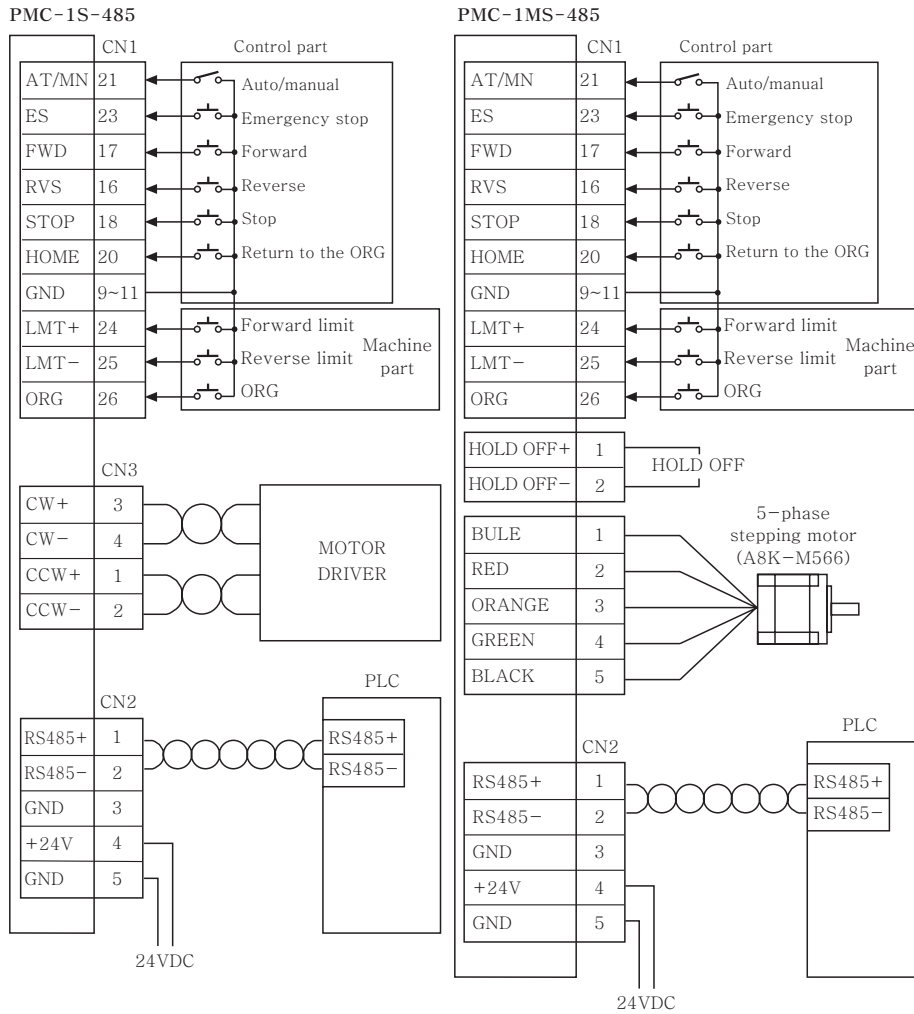 PMC-1S-485
CN1
Control part
AT/MN 21 Auto/manual
ES 23 Emergency stop
FWD 17 Forward
RVS 16 Reverse
STOP 18 Stop
HOME 20 Return to the ORG
GND 9~11
LMT+ 24 Forward limit
LMT- 25 Reverse limit
Machine
part
ORG 26 ORG
CN3
CW+ 3
CW- 4
CCW+ 1
CCW- 2
MOTOR
DRIVER
PLC
CN2
RS485+ 1 RS485+
RS485- 2 RS485-
GND 3
+24V 4
GND 5
24VDC
PMC-1MS-485
CN1
Control part
AT/MN 21 Auto/manual
ES 23 Emergency stop
FWD 17 Forward
RVS 16 Reverse
STOP 18 Stop
HOME 20 Return to the ORG
GND 9~11
LMT+ 24 Forward limit
LMT- 25 Reverse limit
Machine
part
ORG 26 ORG
HOLD OFF+ 1
HOLD OFF- 2
HOLD OFF
5-phase
stepping motor
(A8K-M566)
BULE 1
RED 2
ORANGE 3
GREEN 4
BLACK 5
PLC
CN2
RS485+ 1 RS485+
RS485- 2 RS485-
GND 3
+24V 4
GND 5
24VDC